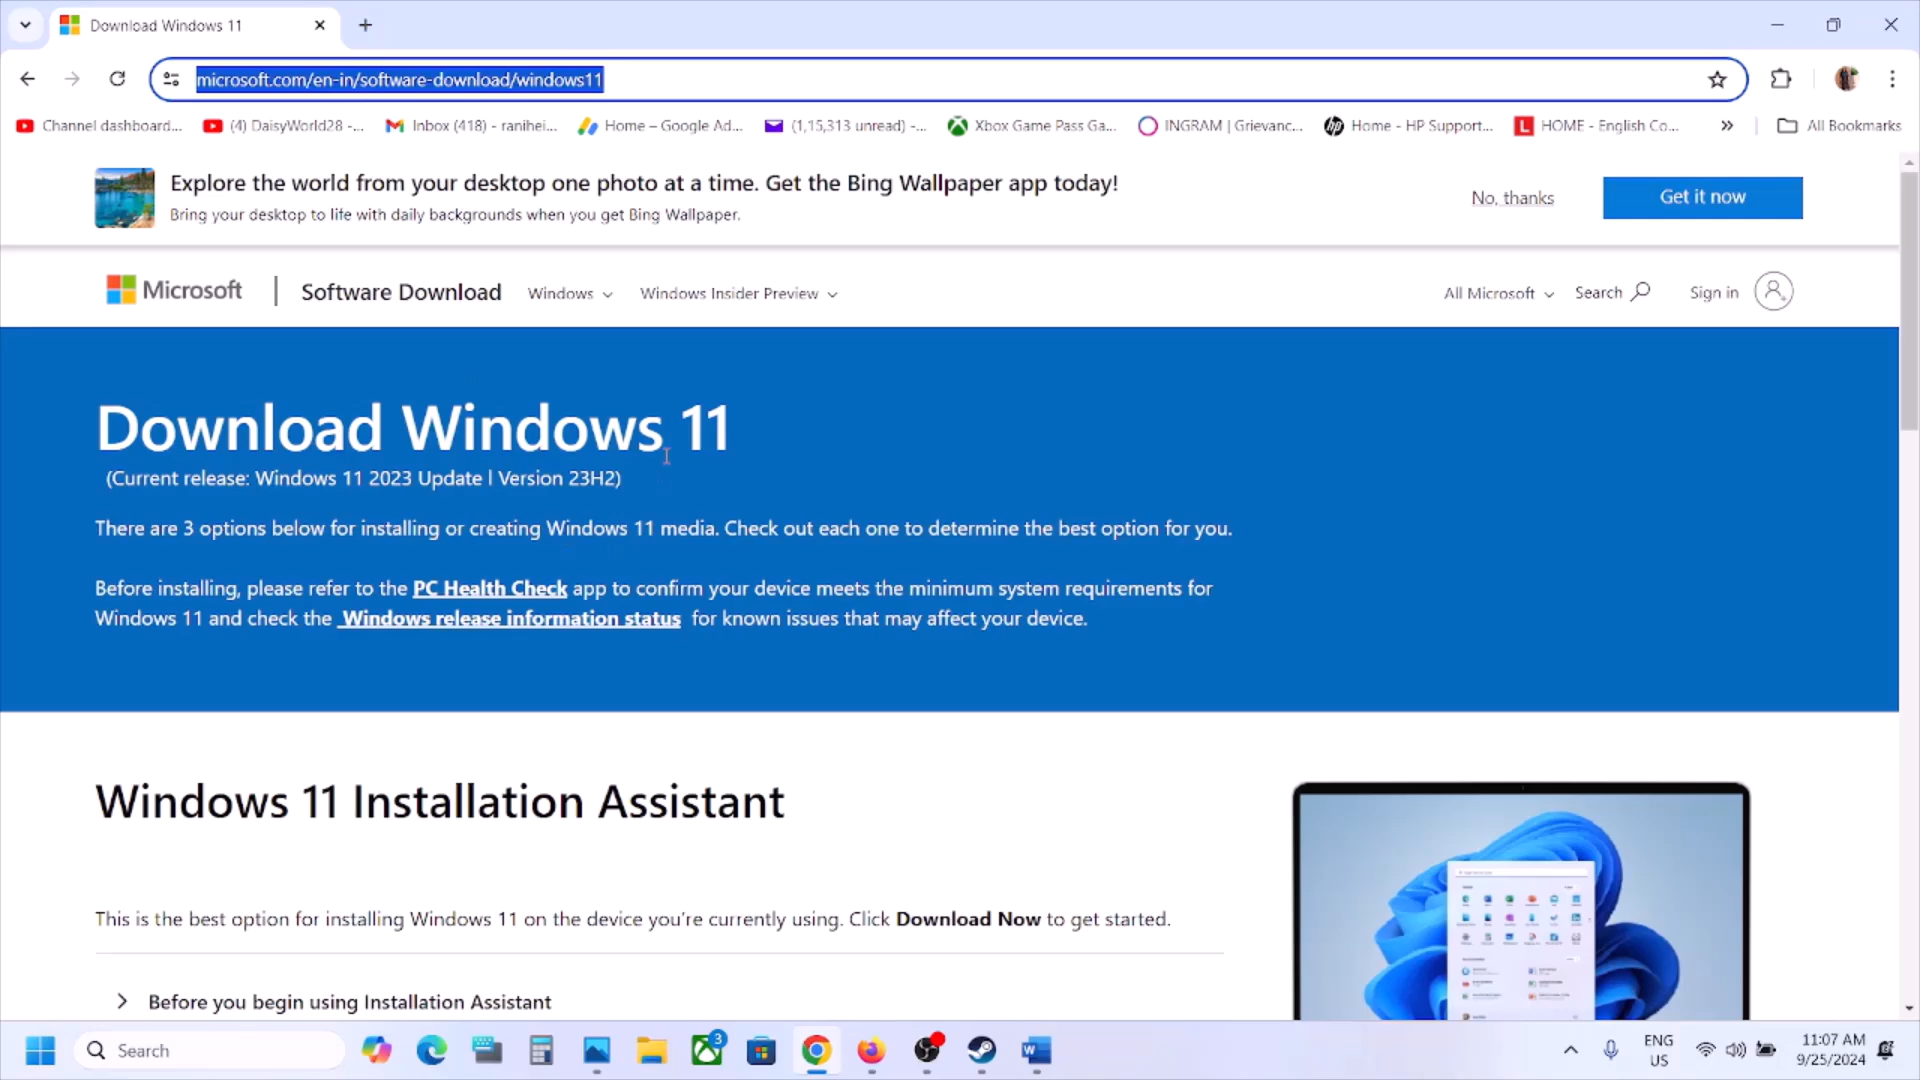 Download Windows 11
microsoft.com/en-in/software-download/windows11
Channel dashboard...
(4) DaisyWorld28 -...
Inbox (418) - ranihei...
Home – Google Ad...
(1,15,313 unread) -...
Xbox Game Pass Ga...
INGRAM | Grievanc...
Home - HP Support...
HOME - English Co...
All Bookmarks
Explore the world from your desktop one photo at a time. Get the Bing Wallpaper app today!
Bring your desktop to life with daily backgrounds when you get Bing Wallpaper.
No, thanks
Get it now
Microsoft
Software Download
Windows
Windows Insider Preview
All Microsoft
Search
Sign in
Download Windows 11
(Current release: Windows 11 2023 Update l Version 23H2)
There are 3 options below for installing or creating Windows 11 media. Check out each one to determine the best option for you.
Before installing, please refer to the PC Health Check app to confirm your device meets the minimum system requirements for
Windows 11 and check the Windows release information status for known issues that may affect your device.
Windows 11 Installation Assistant
This is the best option for installing Windows 11 on the device you're currently using. Click Download Now to get started.
Before you begin using Installation Assistant
Search
3
ENG
US
11:07 AM
9/25/2024